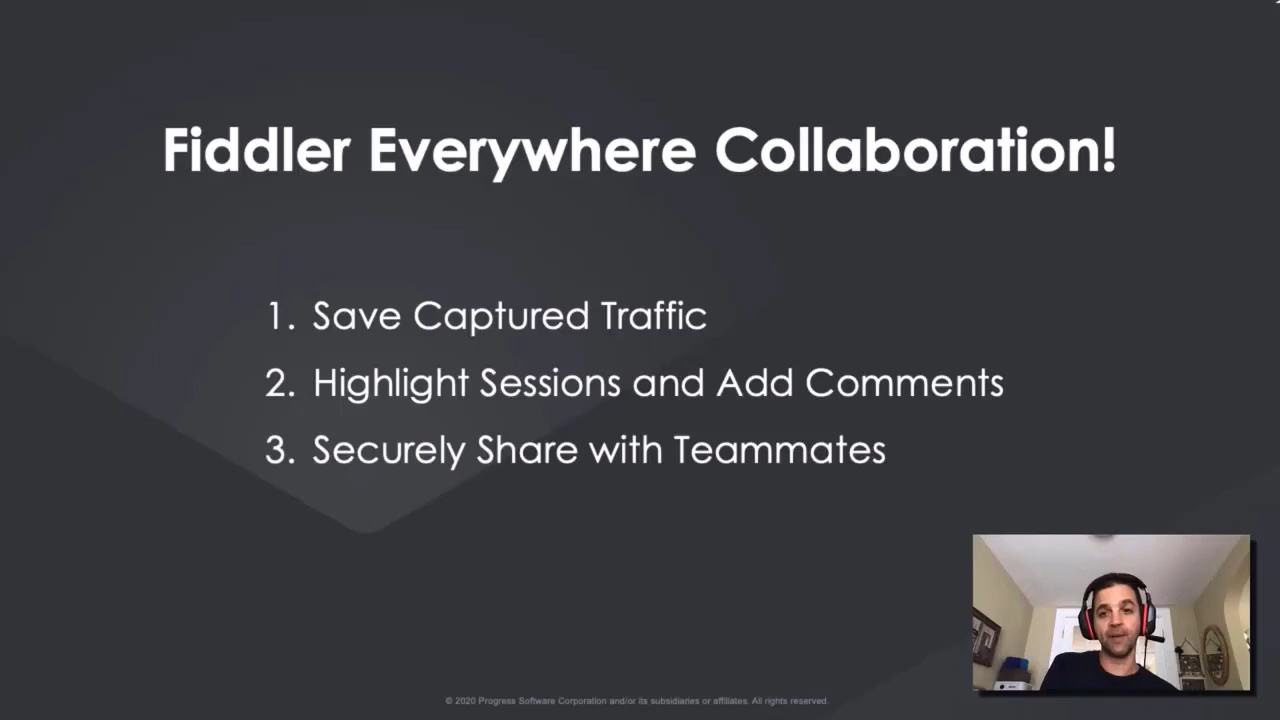 Fiddler Everywhere Collaboration!
1. Save Captured Traffic
2. Highlight Sessions and Add Comments
3. Securely Share with Teammates
© 2020 Progress Software Corporation and/or its subsidiaries or affiliates. All rights reserved.